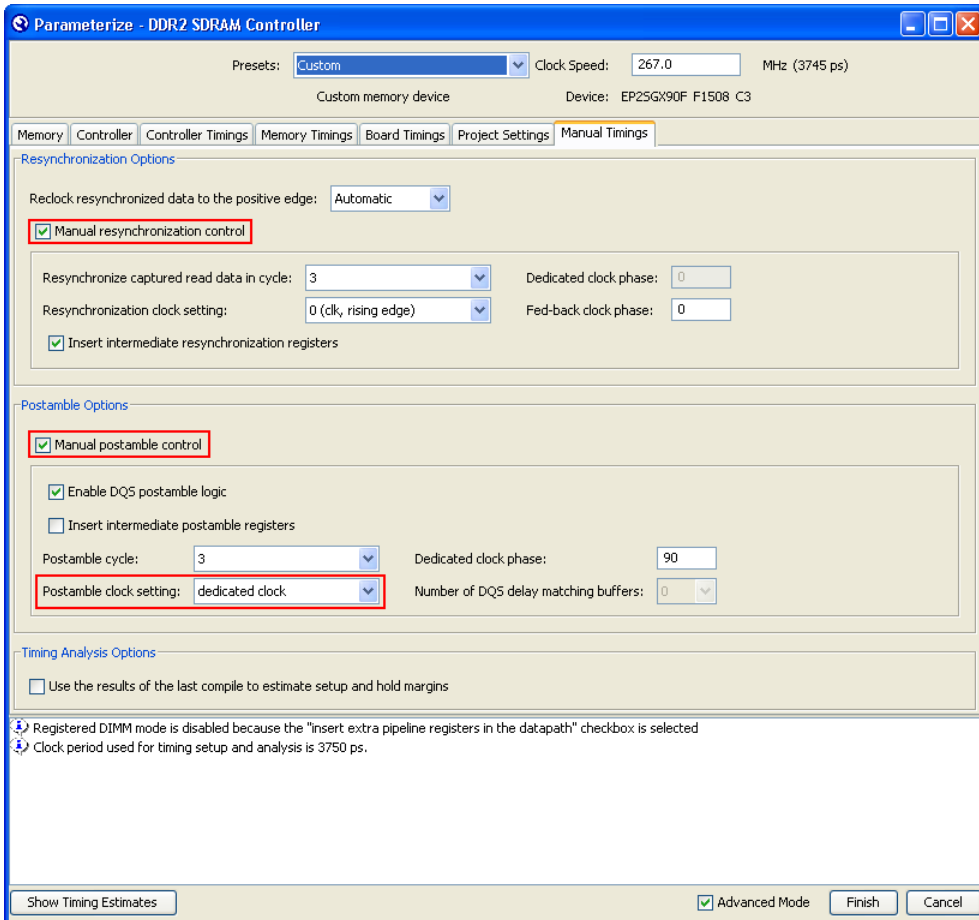 Parameterize - DDR2 SDRAM Controller
Presets: Custom Clock Speed: 267.0 MHz (3745 ps)
Custom memory device Device: EP2SGX90F F1508 C3
Memory Controller Controller Timings Memory Timings Board Timings Project Settings Manual Timings
Resynchronization Options
Reclock resynchronized data to the positive edge: Automatic
Manual resynchronization control
Resynchronize captured read data in cycle: 3 Dedicated clock phase: 0
Resynchronization clock setting: 0 (clk, rising edge) Fed-back clock phase: 0
Insert intermediate resynchronization registers
Postamble Options
Manual postamble control
Enable DQS postamble logic
Insert intermediate postamble registers
Postamble cycle: 3 Dedicated clock phase: 90
Postamble clock setting: dedicated clock Number of DQS delay matching buffers: 0
Timing Analysis Options
Use the results of the last compile to estimate setup and hold margins
Registered DIMM mode is disabled because the "insert extra pipeline registers in the datapath" checkbox is selected
Clock period used for timing setup and analysis is 3750 ps.
Show Timing Estimates Advanced Mode Finish Cancel